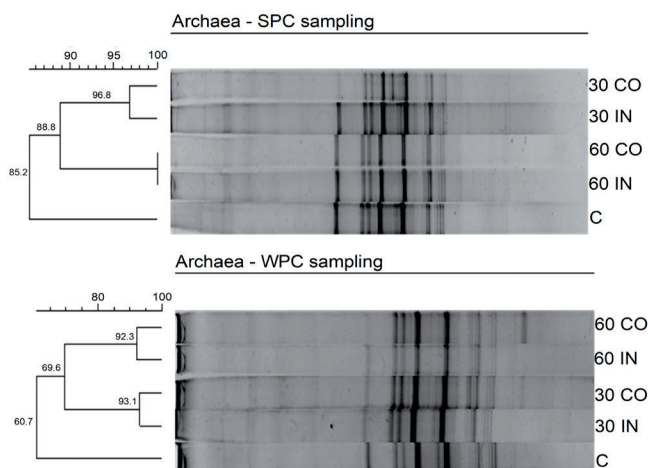 Archaea - SPC sampling
90 95 100
96.8
88.8
85.2
30 CO
30 IN
60 CO
60 IN
C
Archaea - WPC sampling
80 100
92.3
69.6
93.1
60.7
60 CO
60 IN
30 CO
30 IN
C